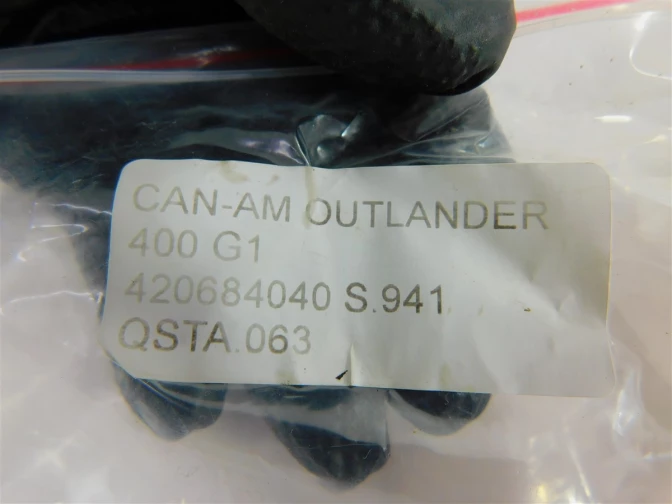 CAN-AM OUTLANDER
400 G1
420684040 S.941
QSTA.063